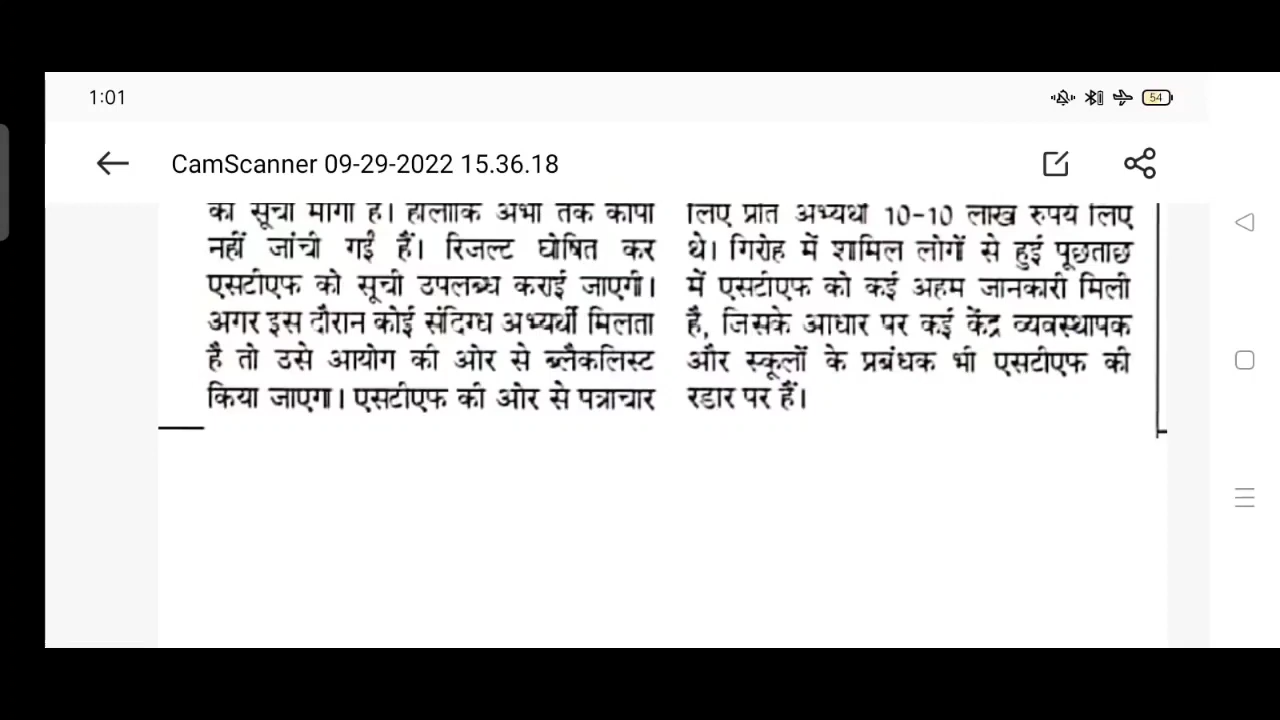 1:01
54
CamScanner 09-29-2022 15.36.18
की सूची मांगी है। हालांकि अभी तक कापी
नहीं जांची गईं हैं। रिजल्ट घोषित कर
एसटीएफ को सूची उपलब्ध कराई जाएगी।
अगर इस दौरान कोई संदिग्ध अभ्यर्थी मिलता
है तो उसे आयोग की ओर से ब्लैकलिस्ट
किया जाएगा। एसटीएफ की ओर से पत्राचार
लिए प्रति अभ्यर्थी 10-10 लाख रुपये लिए
थे। गिरोह में शामिल लोगों से हुई पूछताछ
में एसटीएफ को कई अहम जानकारी मिली
है, जिसके आधार पर कई केंद्र व्यवस्थापक
और स्कूलों के प्रबंधक भी एसटीएफ की
रडार पर हैं।